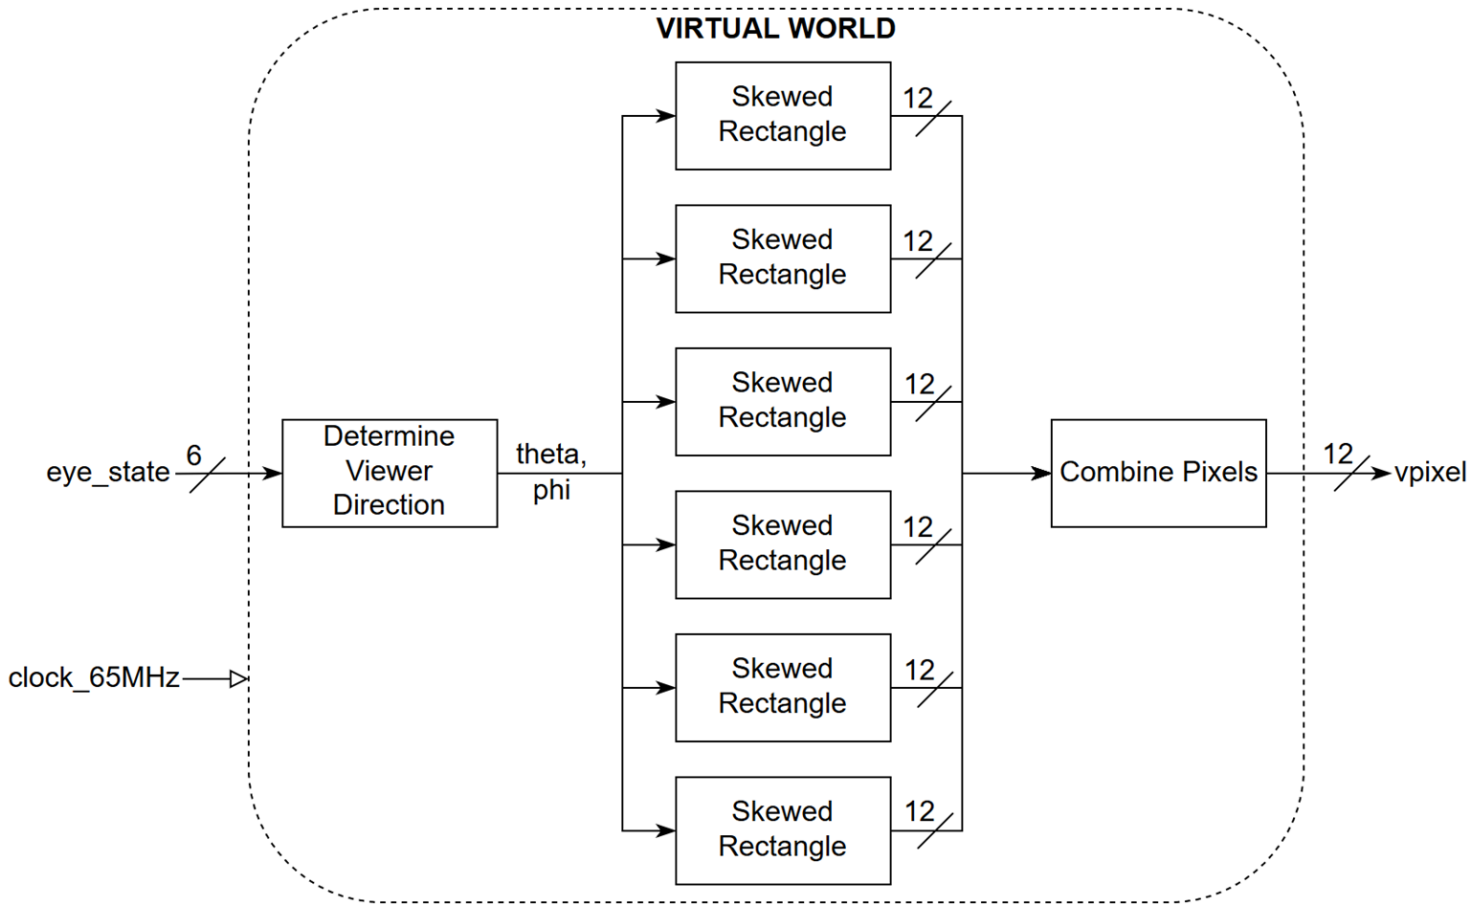 VIRTUAL WORLD
Skewed
Rectangle
12
Skewed
Rectangle
12
Skewed
Rectangle
12
eye_state
6
Determine
Viewer
Direction
theta,
phi
Combine Pixels
12
vpixel
Skewed
Rectangle
12
clock_65MHz
Skewed
Rectangle
12
Skewed
Rectangle
12